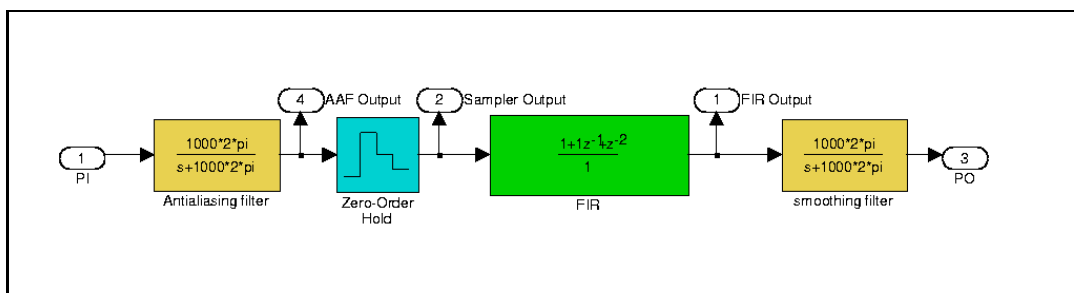 4 AAF Output
2 Sampler Output
1 FIR Output
1
PI
1000*2*pi
s+1000*2*pi
Antialiasing filter
Zero-Order
Hold
1+1z^-1+z^-2
1
FIR
1000*2*pi
s+1000*2*pi
smoothing filter
3
PO